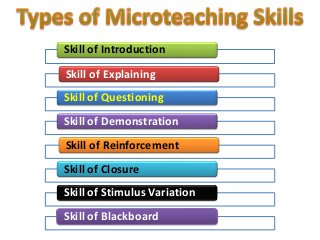 Types of Microteaching Skills
Skill of Introduction
Skill of Explaining
Skill of Questioning
Skill of Demonstration
Skill of Reinforcement
Skill of Closure
Skill of Stimulus Variation
Skill of Blackboard